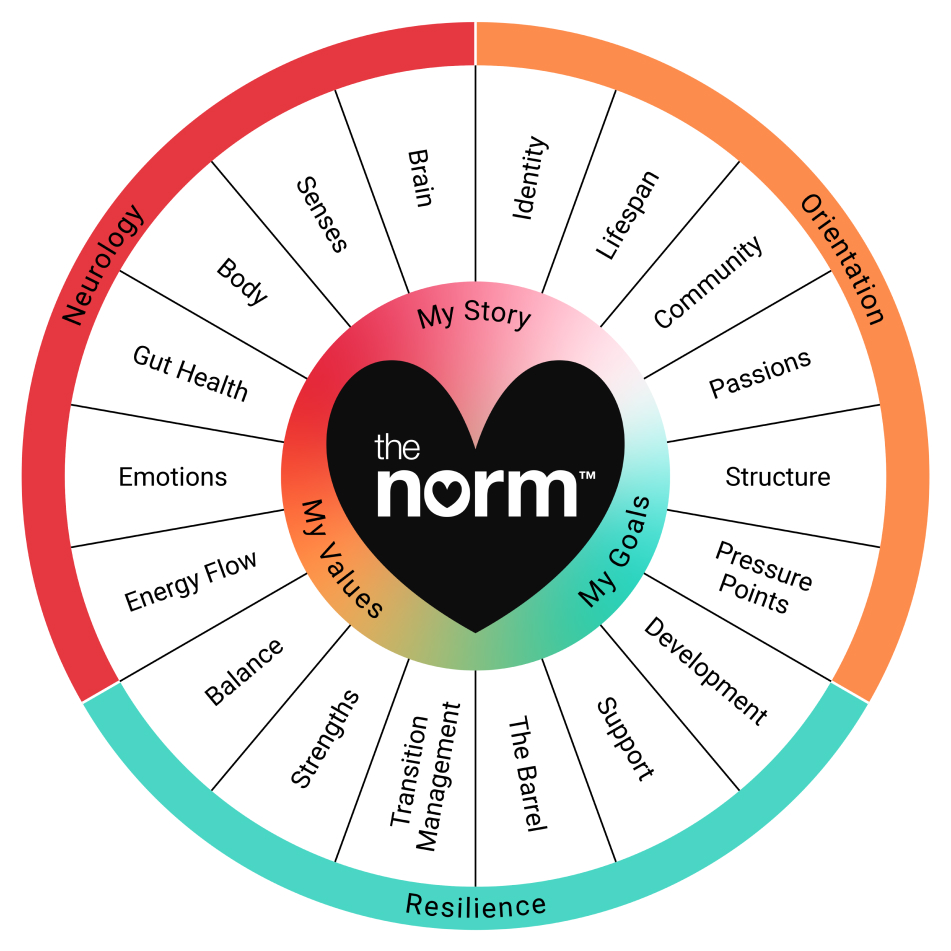 Neurology
Orientation
Resilience
Brain
Identity
Lifespan
Community
Passions
Structure
Pressure
Points
Development
Support
The Barrel
Transition
Management
Strengths
Balance
Energy Flow
Emotions
Gut Health
Body
Senses
My Story
My Goals
My Values
the
norm™